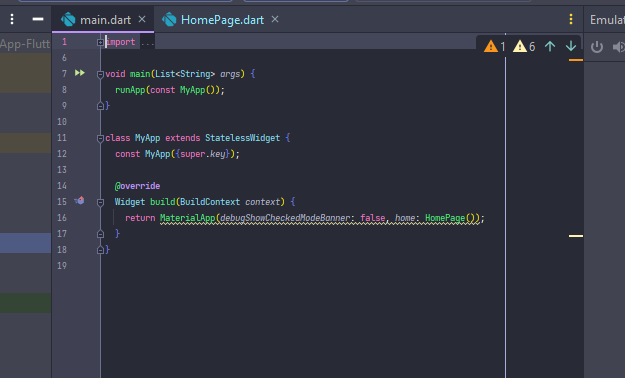 main.dart
HomePage.dart
Emulat
App-Flutt
1 import ...
1 6
6
7 void main(List<String> args) {
8 runApp(const MyApp());
9 }
10
11 class MyApp extends StatelessWidget {
12 const MyApp({super.key});
13
14 @override
15 Widget build(BuildContext context) {
16 return MaterialApp(debugShowCheckedModeBanner: false, home: HomePage());
17 }
18 }
19